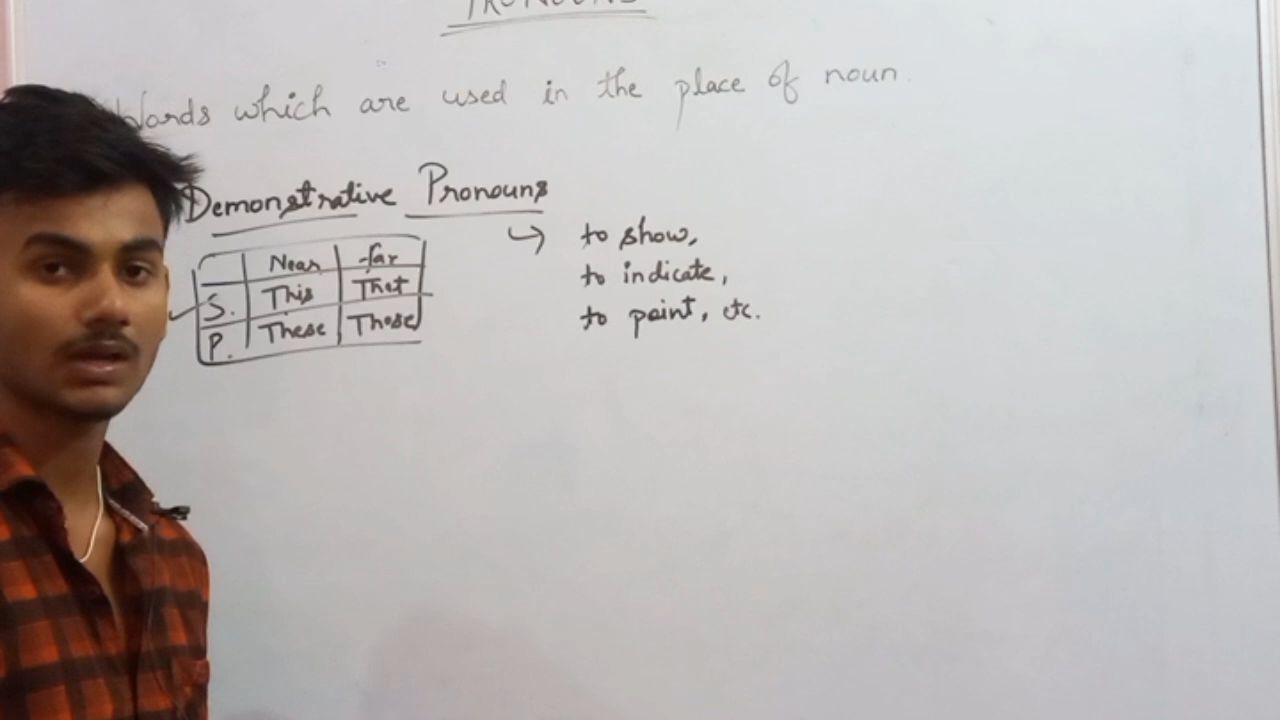 PRONOUNS
Words which are used in the place of noun.
Demonstrative Pronouns
↳ to show,
to indicate,
to point, etc.
Near far
S. This That
P. These Those